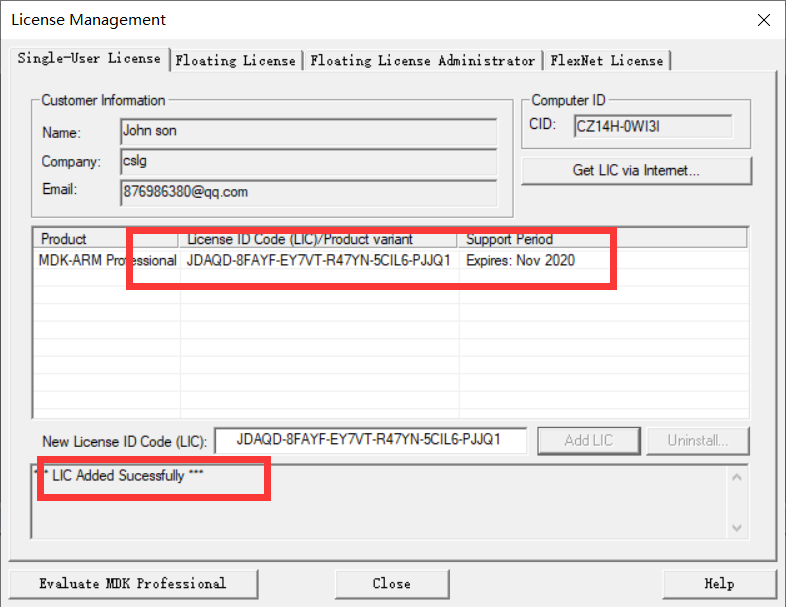 License Management
Single-User License Floating License Floating License Administrator FlexNet License
Customer Information
Name: John son
Company: cslg
Email: 876986380@qq.com
Computer ID
CID: CZ14H-0WI3I
Get LIC via Internet...
Product License ID Code (LIC)/Product variant Support Period
MDK-ARM Professional JDAQD-8FAYF-EY7VT-R47YN-5CIL6-PJJQ1 Expires: Nov 2020
New License ID Code (LIC): JDAQD-8FAYF-EY7VT-R47YN-5CIL6-PJJQ1 Add LIC Uninstall...
*** LIC Added Sucessfully ***
Evaluate MDK Professional Close Help